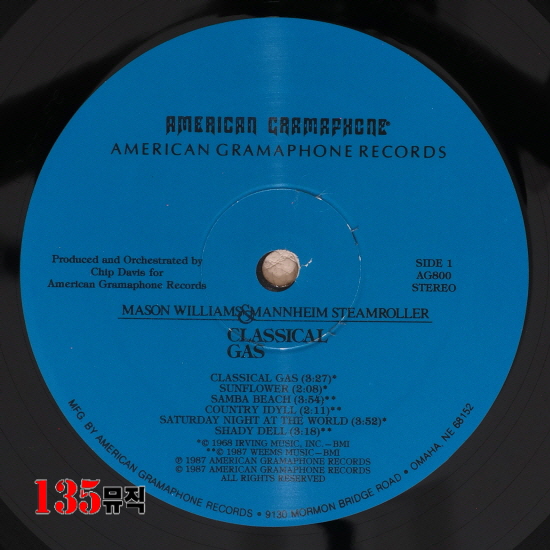 AMERICAN GRAMAPHONE®
AMERICAN GRAMAPHONE RECORDS
Produced and Orchestrated by
Chip Davis for
American Gramaphone Records
SIDE 1
AG800
STEREO
MASON WILLIAMS & MANNHEIM STEAMROLLER
CLASSICAL
GAS
CLASSICAL GAS (3:27)*
SUNFLOWER (2:08)*
SAMBA BEACH (3:54)**
COUNTRY IDYLL (2:11)**
SATURDAY NIGHT AT THE WORLD (3:52)*
SHADY DELL (3:18)**
*© 1968 IRVING MUSIC, INC.—BMI
**© 1987 WEEMS MUSIC—BMI
℗ 1987 AMERICAN GRAMAPHONE RECORDS
© 1987 AMERICAN GRAMAPHONE RECORDS
ALL RIGHTS RESERVED
MFG. BY AMERICAN GRAMAPHONE RECORDS • 9130 MORMON BRIDGE ROAD • OMAHA, NE 68152
135뮤직